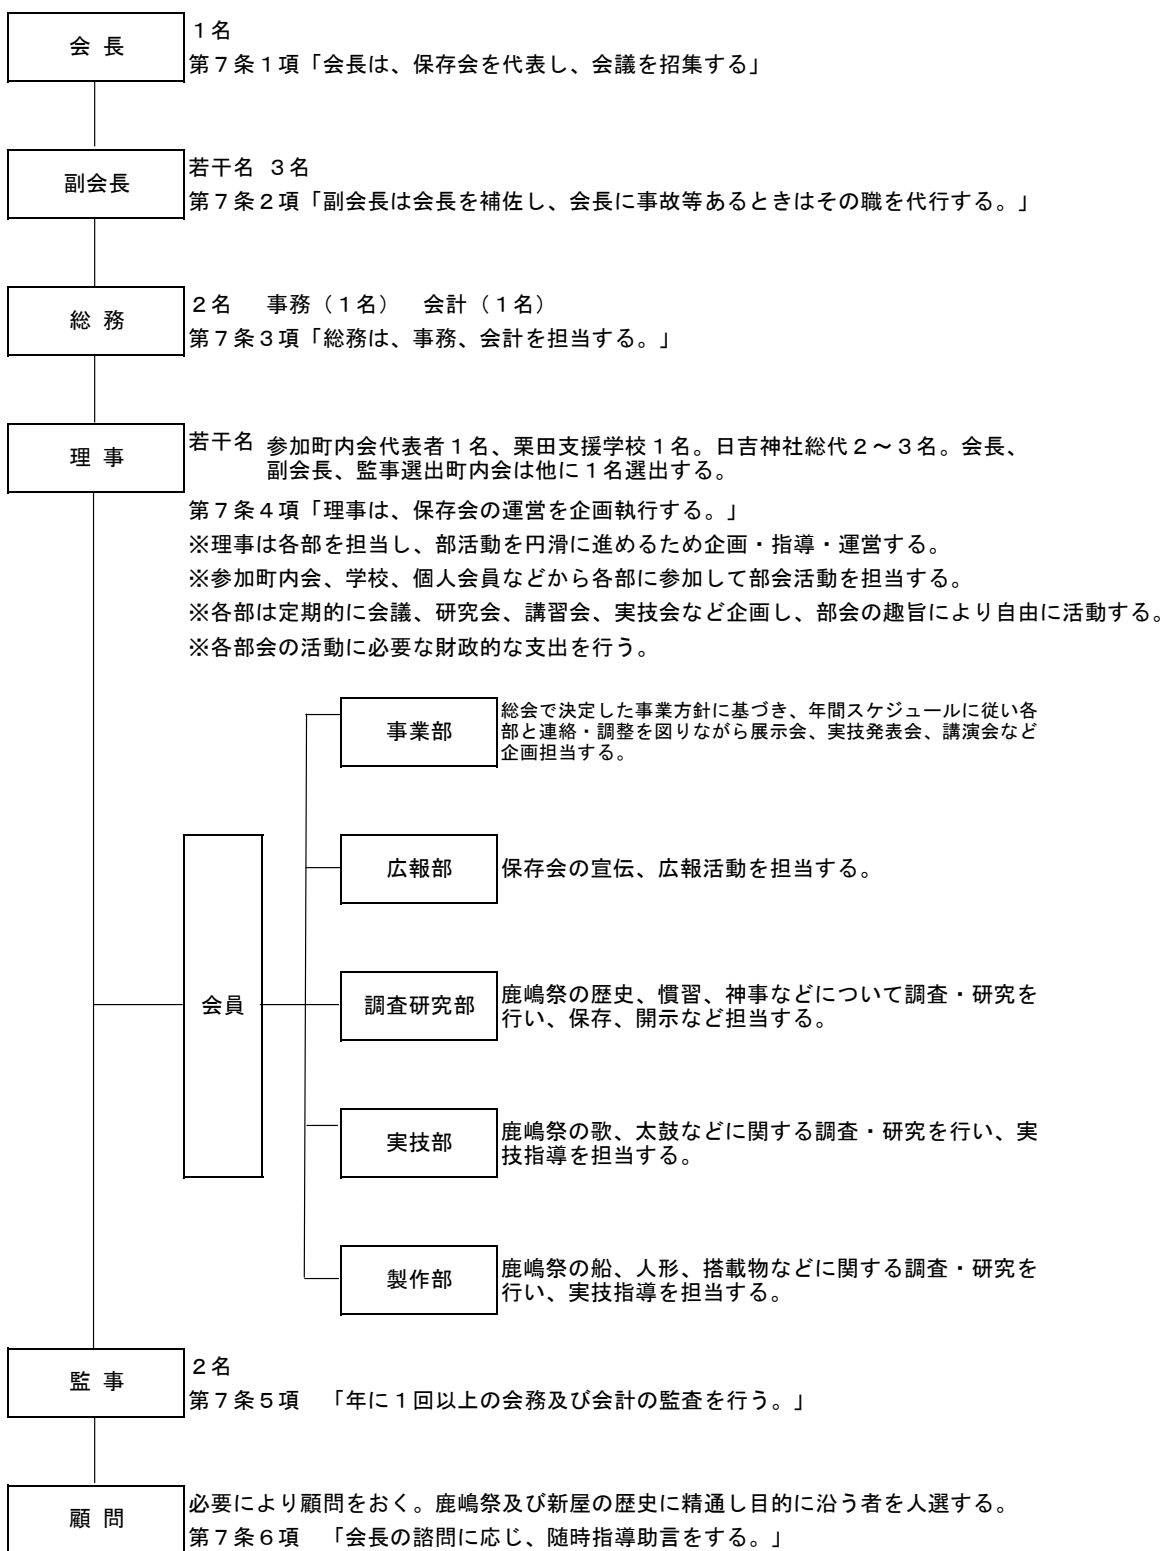 会 長
１名
第７条１項「会長は、保存会を代表し、会議を招集する」
副会長
若干名 ３名
第７条２項「副会長は会長を補佐し、会長に事故等あるときはその職を代行する。」
総 務
２名　事務（１名）　会計（１名）
第７条３項「総務は、事務、会計を担当する。」
理 事
若干名 参加町内会代表者１名、栗田支援学校１名。日吉神社総代２～３名。会長、
副会長、監事選出町内会は他に１名選出する。
第７条４項「理事は、保存会の運営を企画執行する。」
※理事は各部を担当し、部活動を円滑に進めるため企画・指導・運営する。
※参加町内会、学校、個人会員などから各部に参加して部会活動を担当する。
※各部は定期的に会議、研究会、講習会、実技会など企画し、部会の趣旨により自由に活動する。
※各部会の活動に必要な財政的な支出を行う。
会員
事業部
総会で決定した事業方針に基づき、年間スケジュールに従い各
部と連絡・調整を図りながら展示会、実技発表会、講演会など
企画担当する。
広報部
保存会の宣伝、広報活動を担当する。
調査研究部
鹿嶋祭の歴史、慣習、神事などについて調査・研究を
行い、保存、開示など担当する。
実技部
鹿嶋祭の歌、太鼓などに関する調査・研究を行い、実
技指導を担当する。
製作部
鹿嶋祭の船、人形、搭載物などに関する調査・研究を
行い、実技指導を担当する。
監 事
２名
第７条５項　「年に１回以上の会務及び会計の監査を行う。」
顧 問
必要により顧問をおく。鹿嶋祭及び新屋の歴史に精通し目的に沿う者を人選する。
第７条６項　「会長の諮問に応じ、随時指導助言をする。」